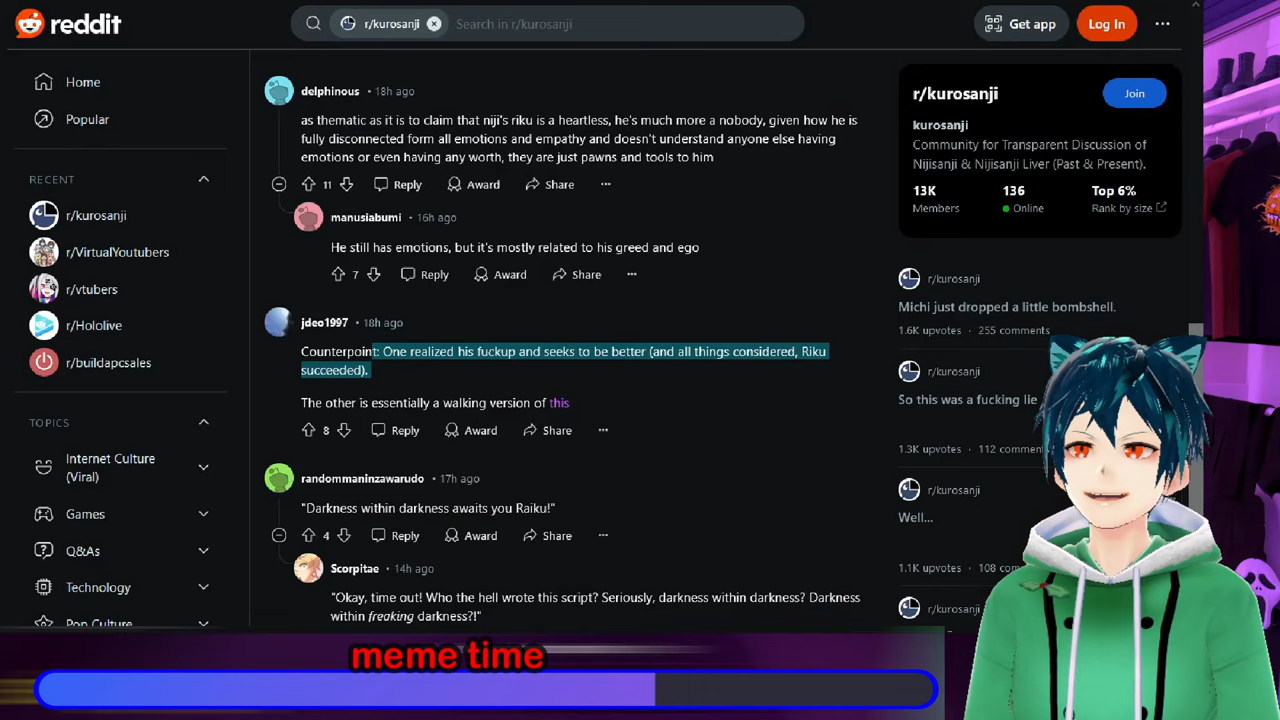 reddit
r/kurosanji
Search in r/kurosanji
Get app
Log In
Home
Popular
RECENT
r/kurosanji
r/VirtualYoutubers
r/vtubers
r/Hololive
r/buildapcsales
TOPICS
Internet Culture
(Viral)
Games
Q&As
Technology
Pop Culture
delphinous • 18h ago
as thematic as it is to claim that niji's riku is a heartless, he's much more a nobody, given how he is
fully disconnected form all emotions and empathy and doesn't understand anyone else having
emotions or even having any worth, they are just pawns and tools to him
11 Reply Award Share
manusiabumi • 16h ago
He still has emotions, but it's mostly related to his greed and ego
7 Reply Award Share
jdeo1997 • 18h ago
Counterpoint: One realized his fuckup and seeks to be better (and all things considered, Riku
succeeded).
The other is essentially a walking version of this
8 Reply Award Share
randommaninzawarudo • 17h ago
"Darkness within darkness awaits you Raiku!"
4 Reply Award Share
Scorpitae • 14h ago
"Okay, time out! Who the hell wrote this script? Seriously, darkness within darkness? Darkness
within freaking darkness?!"
r/kurosanji
Join
kurosanji
Community for Transparent Discussion of
Nijisanji & Nijisanji Liver (Past & Present).
13K 136 Top 6%
Members Online Rank by size
r/kurosanji
Michi just dropped a little bombshell.
1.6K upvotes • 255 comments
r/kurosanji
So this was a fucking lie
1.3K upvotes • 112 comments
r/kurosanji
Well...
1.1K upvotes • 108 com
r/kurosanji
meme time